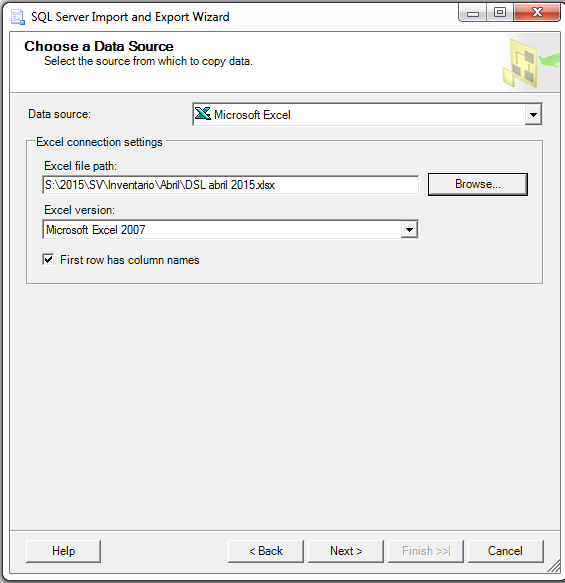 SQL Server Import and Export Wizard
Choose a Data Source
Select the source from which to copy data.
Data source:
Microsoft Excel
Excel connection settings
Excel file path:
S:\2015\SV\Inventario\Abril\DSL abril 2015.xlsx
Browse...
Excel version:
Microsoft Excel 2007
First row has column names
Help
< Back
Next >
Finish >>|
Cancel